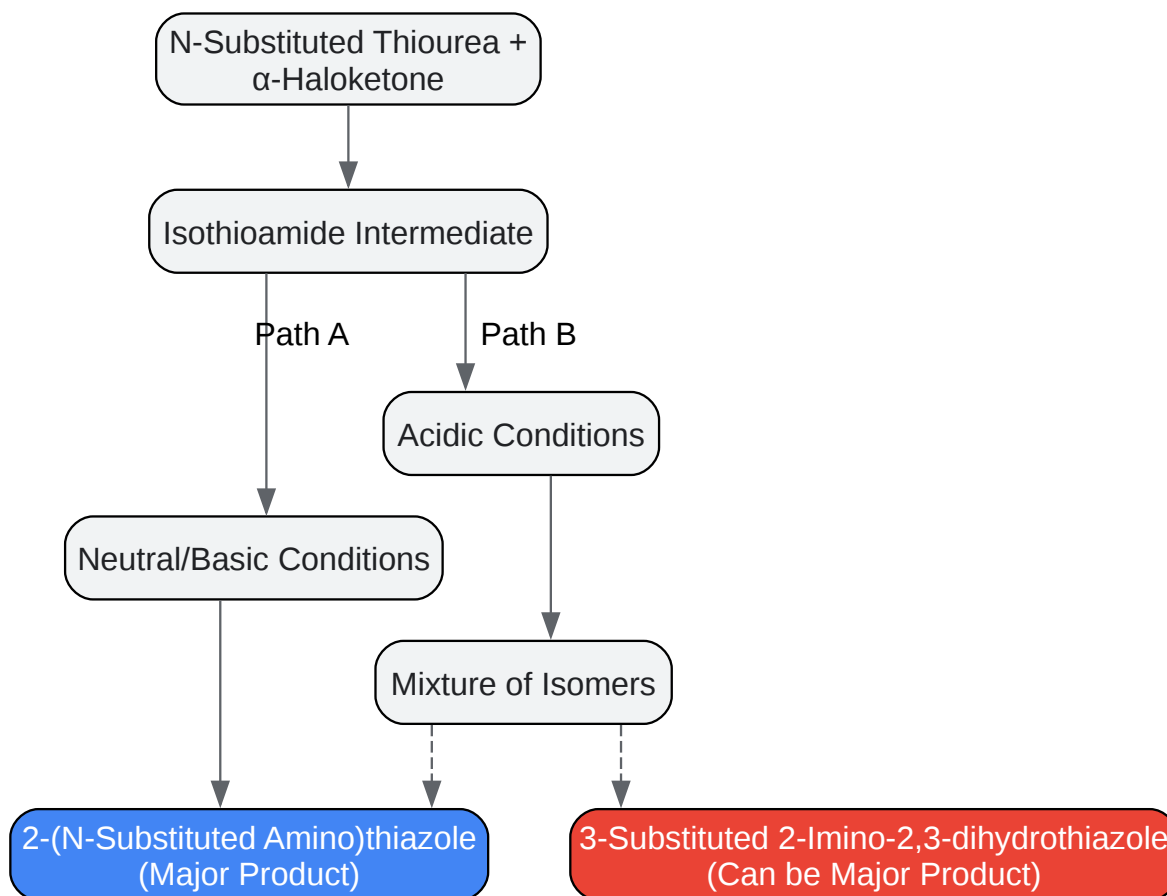 N-Substituted Thiourea +
α-Haloketone
Isothioamide Intermediate
Path A
Path B
Acidic Conditions
Neutral/Basic Conditions
Mixture of Isomers
2-(N-Substituted Amino)thiazole
(Major Product)
3-Substituted 2-Imino-2,3-dihydrothiazole
(Can be Major Product)